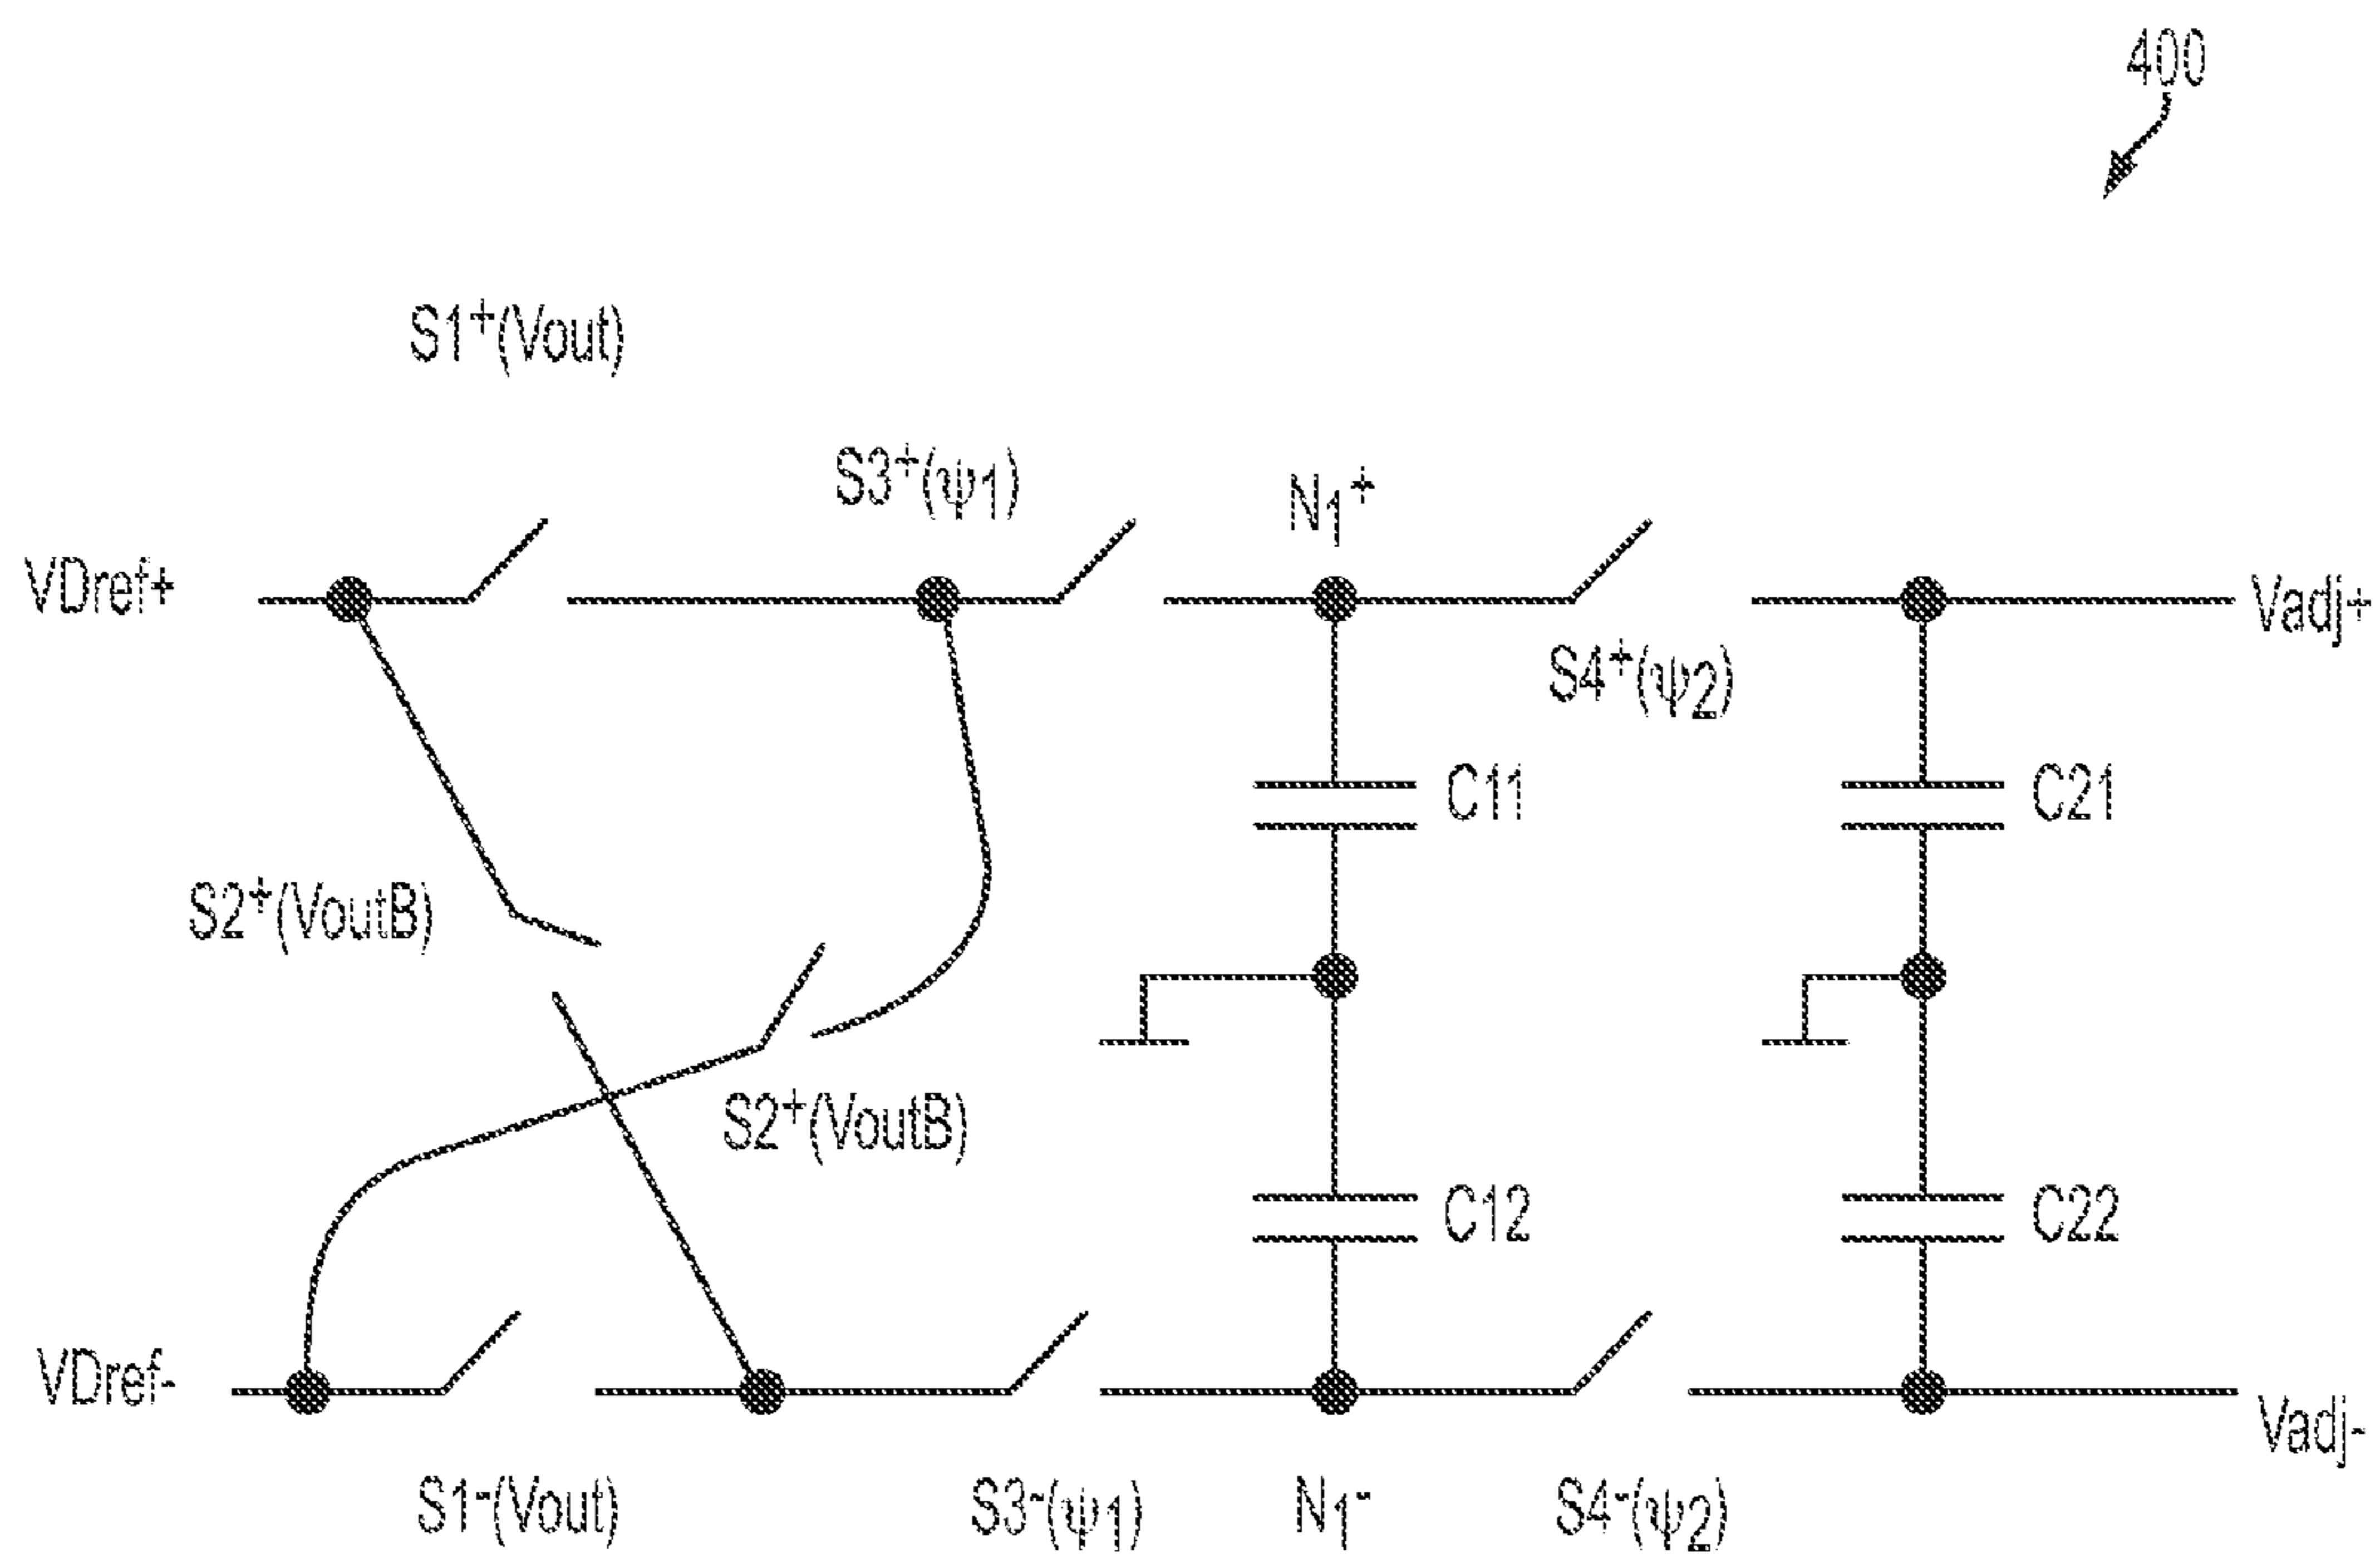 400
S1+(Vout)
S3+(ψ1)
N1+
VDref+
Vadj+
S4+(ψ2)
C11
C21
S2+(VoutB)
S2+(VoutB)
C12
C22
VDref-
Vadj-
S1-(Vout)
S3-(ψ1)
N1-
S4-(ψ2)